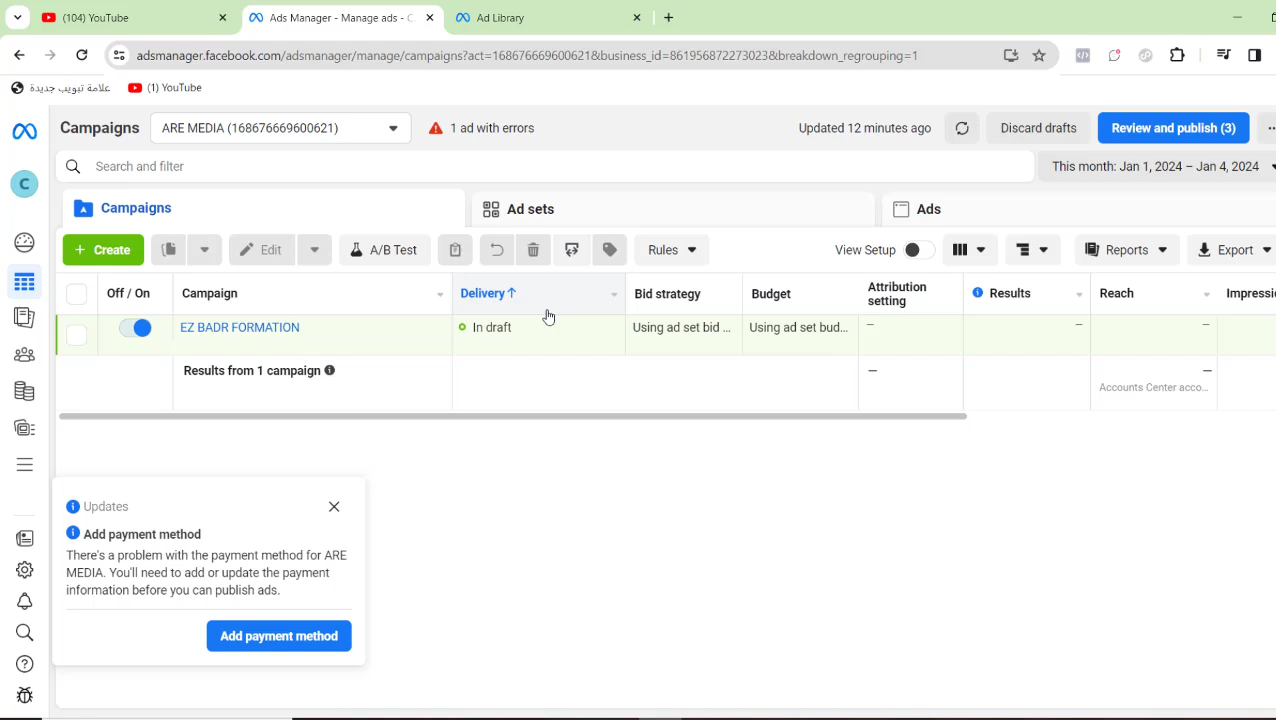 (104) YouTube
Ads Manager - Manage ads - C
Ad Library
adsmanager.facebook.com/adsmanager/manage/campaigns?act=168676669600621&business_id=861956872273023&breakdown_regrouping=1
علامة تبويب جديدة
(1) YouTube
Campaigns
ARE MEDIA (168676669600621)
1 ad with errors
Updated 12 minutes ago
Discard drafts
Review and publish (3)
Search and filter
This month: Jan 1, 2024 – Jan 4, 2024
Campaigns
Ad sets
Ads
+ Create
Edit
A/B Test
Rules
View Setup
Reports
Export
Off / On
Campaign
Delivery ↑
Bid strategy
Budget
Attribution
setting
Results
Reach
Impressio
EZ BADR FORMATION
In draft
Using ad set bid ...
Using ad set bud...
–
–
–
Results from 1 campaign
—
—
Accounts Center acco...
C
Updates
Add payment method
There's a problem with the payment method for ARE
MEDIA. You'll need to add or update the payment
information before you can publish ads.
Add payment method